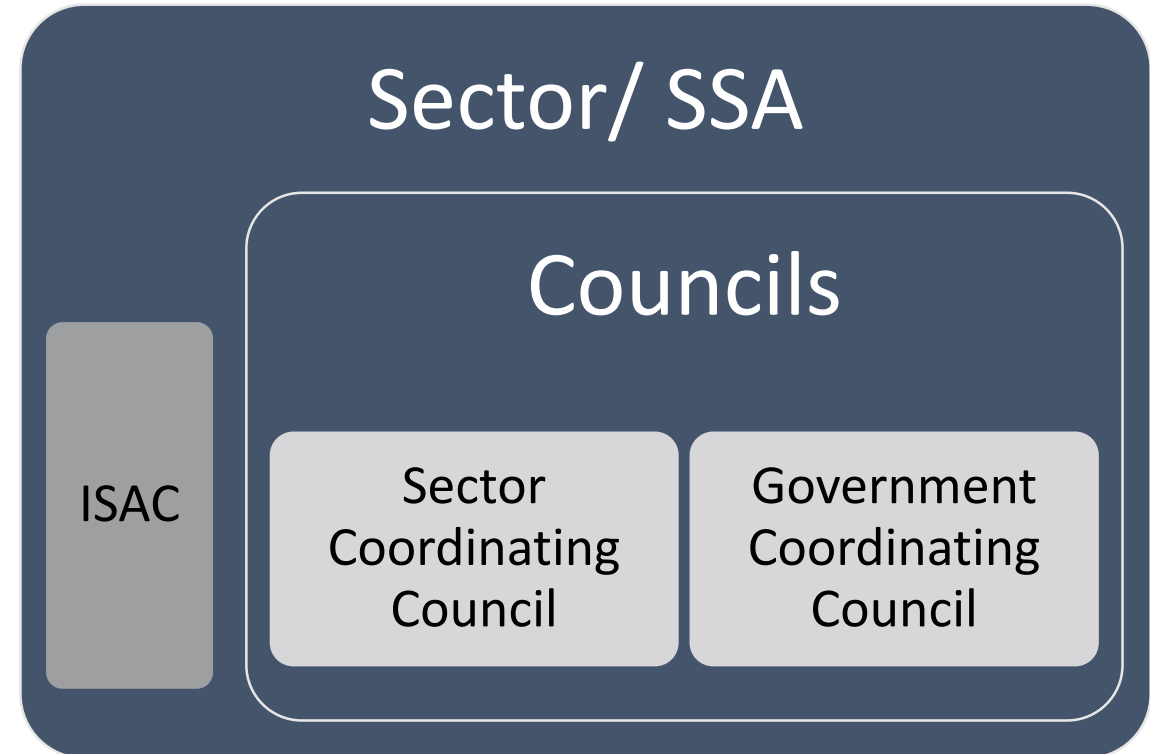 Sector/ SSA
Councils
ISAC
Sector
Coordinating
Council
Government
Coordinating
Council